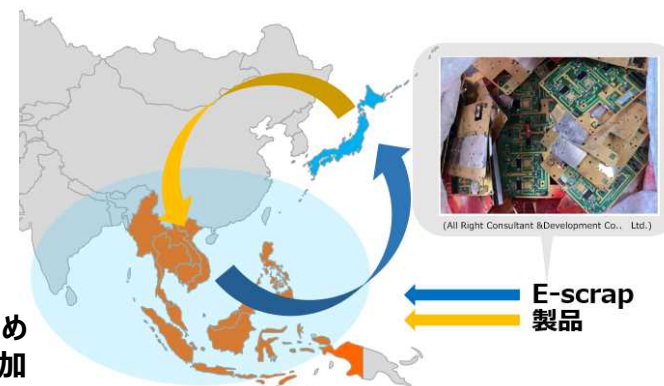 (All Right Consultant &Development Co.,　Ltd.)
E-scrap
製品
め
加